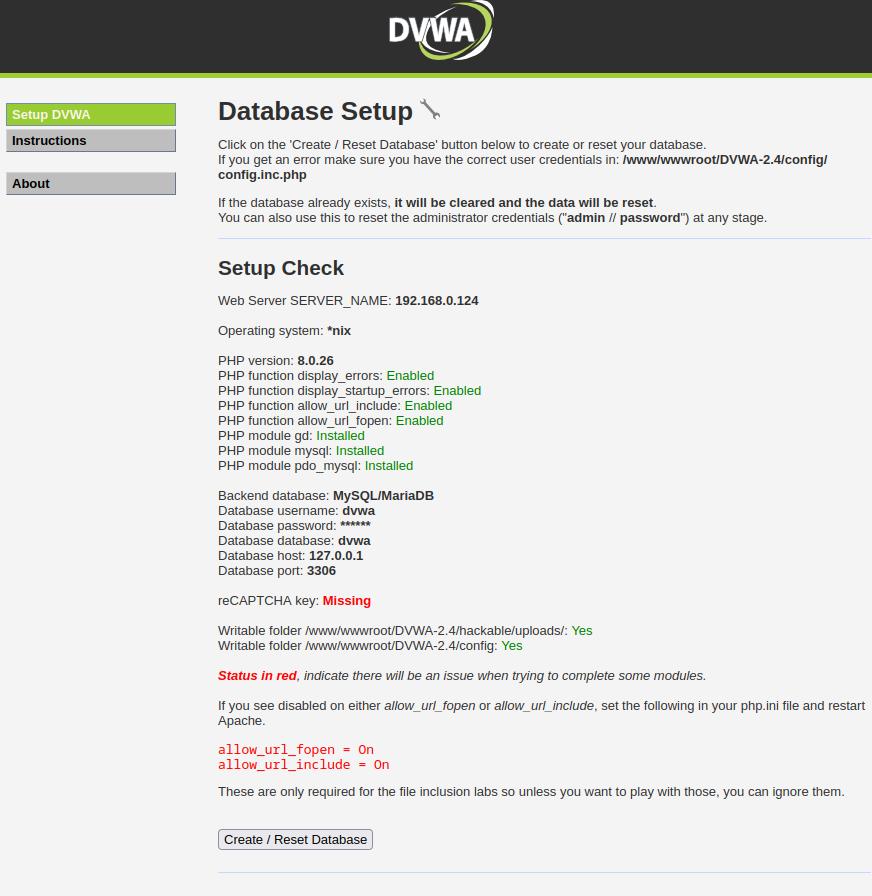 DVWA
Setup DVWA
Instructions
About
Database Setup
Click on the 'Create / Reset Database' button below to create or reset your database.
If you get an error make sure you have the correct user credentials in: /www/wwwroot/DVWA-2.4/config/
config.inc.php
If the database already exists, it will be cleared and the data will be reset.
You can also use this to reset the administrator credentials ("admin // password") at any stage.
Setup Check
Web Server SERVER_NAME: 192.168.0.124
Operating system: *nix
PHP version: 8.0.26
PHP function display_errors: Enabled
PHP function display_startup_errors: Enabled
PHP function allow_url_include: Enabled
PHP function allow_url_fopen: Enabled
PHP module gd: Installed
PHP module mysql: Installed
PHP module pdo_mysql: Installed
Backend database: MySQL/MariaDB
Database username: dvwa
Database password: ******
Database database: dvwa
Database host: 127.0.0.1
Database port: 3306
reCAPTCHA key: Missing
Writable folder /www/wwwroot/DVWA-2.4/hackable/uploads/: Yes
Writable folder /www/wwwroot/DVWA-2.4/config: Yes
Status in red, indicate there will be an issue when trying to complete some modules.
If you see disabled on either allow_url_fopen or allow_url_include, set the following in your php.ini file and restart
Apache.
allow_url_fopen = On
allow_url_include = On
These are only required for the file inclusion labs so unless you want to play with those, you can ignore them.
Create / Reset Database